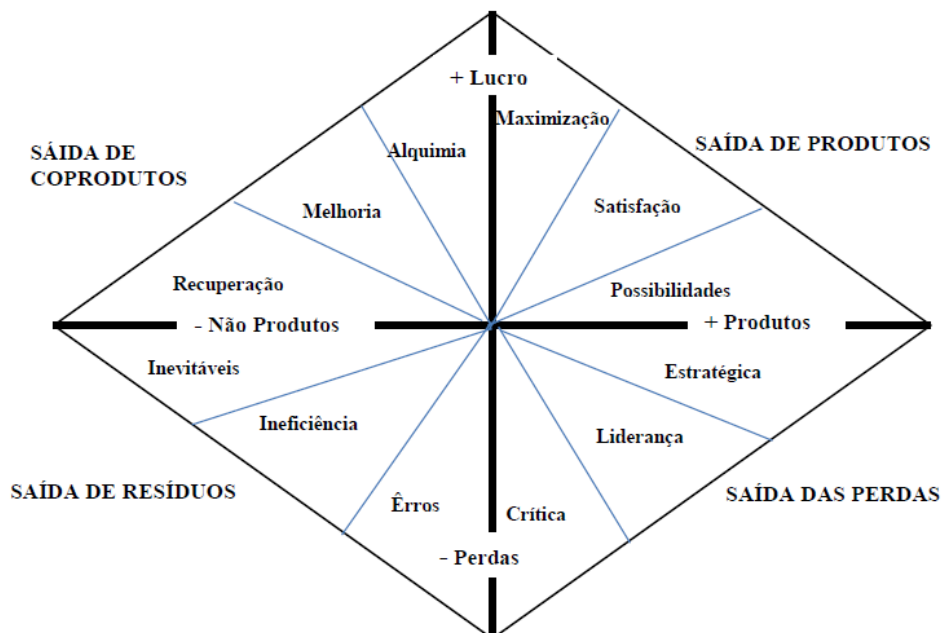 + Lucro
Maximização
SÁIDA DE
COPRODUTOS
Alquimia
SAÍDA DE PRODUTOS
Melhoria
Satisfação
Recuperação
Possibilidades
- Não Produtos
+ Produtos
Inevitáveis
Estratégica
Ineficiência
Liderança
SAÍDA DE RESÍDUOS
SAÍDA DAS PERDAS
Êrros
Crítica
- Perdas